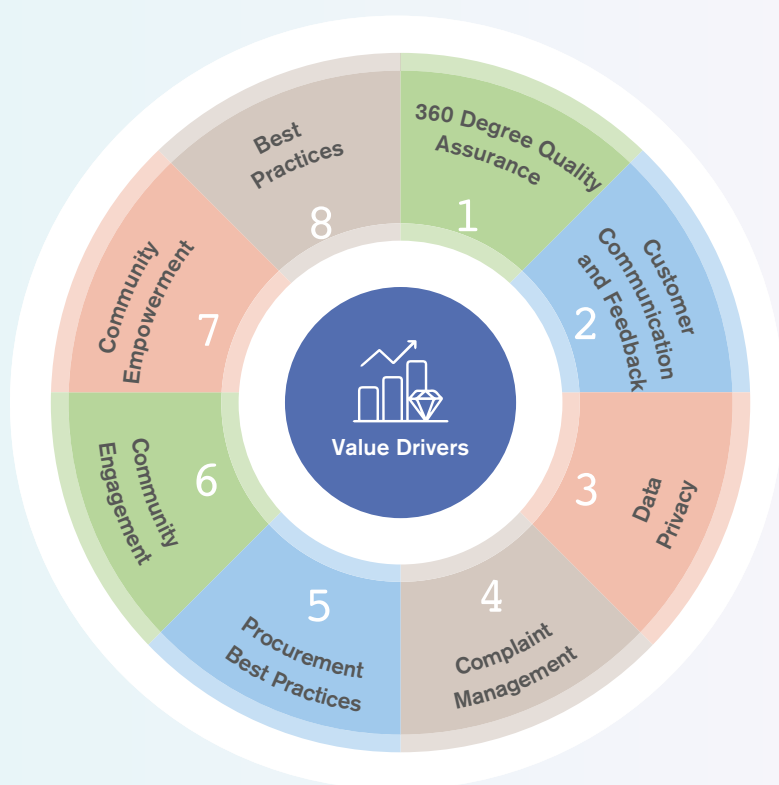 360 Degree Quality
Assurance
1
Customer
Communication
and Feedback
2
Data
Privacy
3
Complaint
Management
4
Procurement
Best Practices
5
Community
Engagement
6
Community
Empowerment
7
Best
Practices
8
Value Drivers